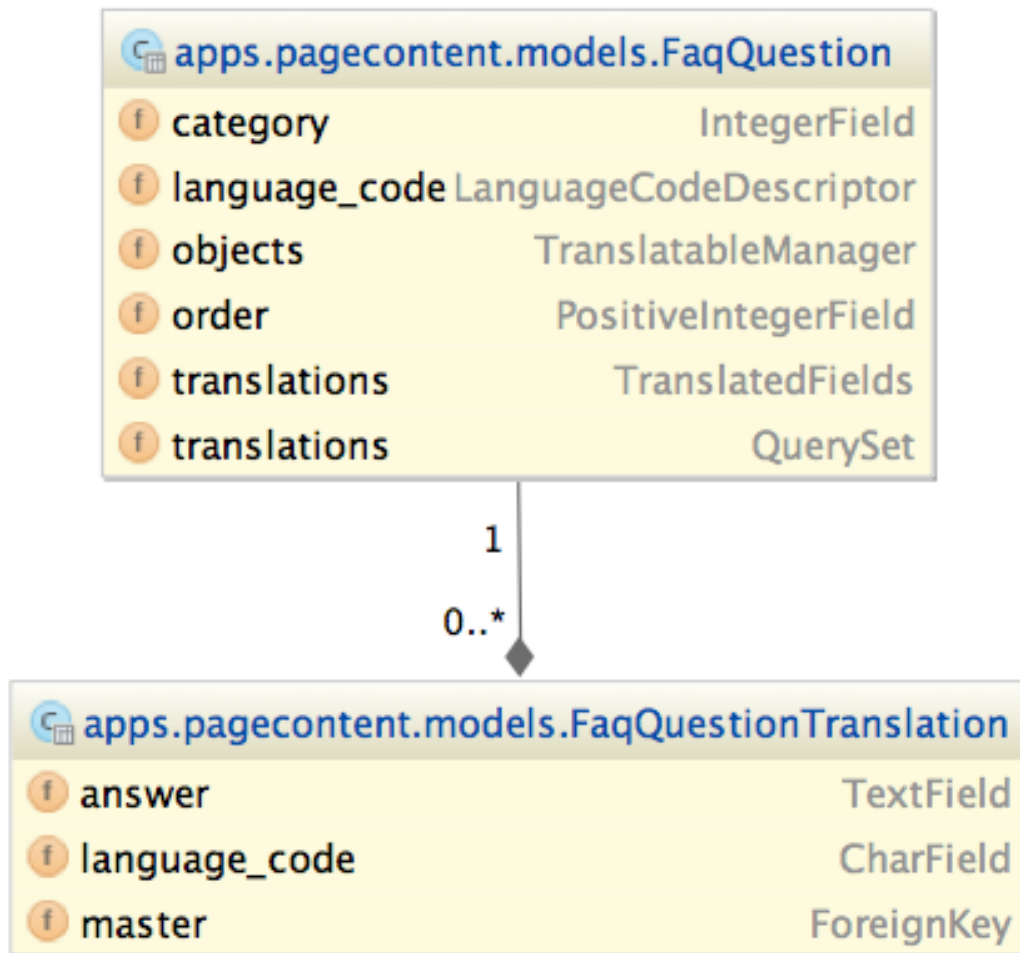 C apps.pagecontent.models.FaqQuestion
f category IntegerField
f language_code LanguageCodeDescriptor
f objects TranslatableManager
f order PositiveIntegerField
f translations TranslatedFields
f translations QuerySet
1
0..*
C apps.pagecontent.models.FaqQuestionTranslation
f answer TextField
f language_code CharField
f master ForeignKey